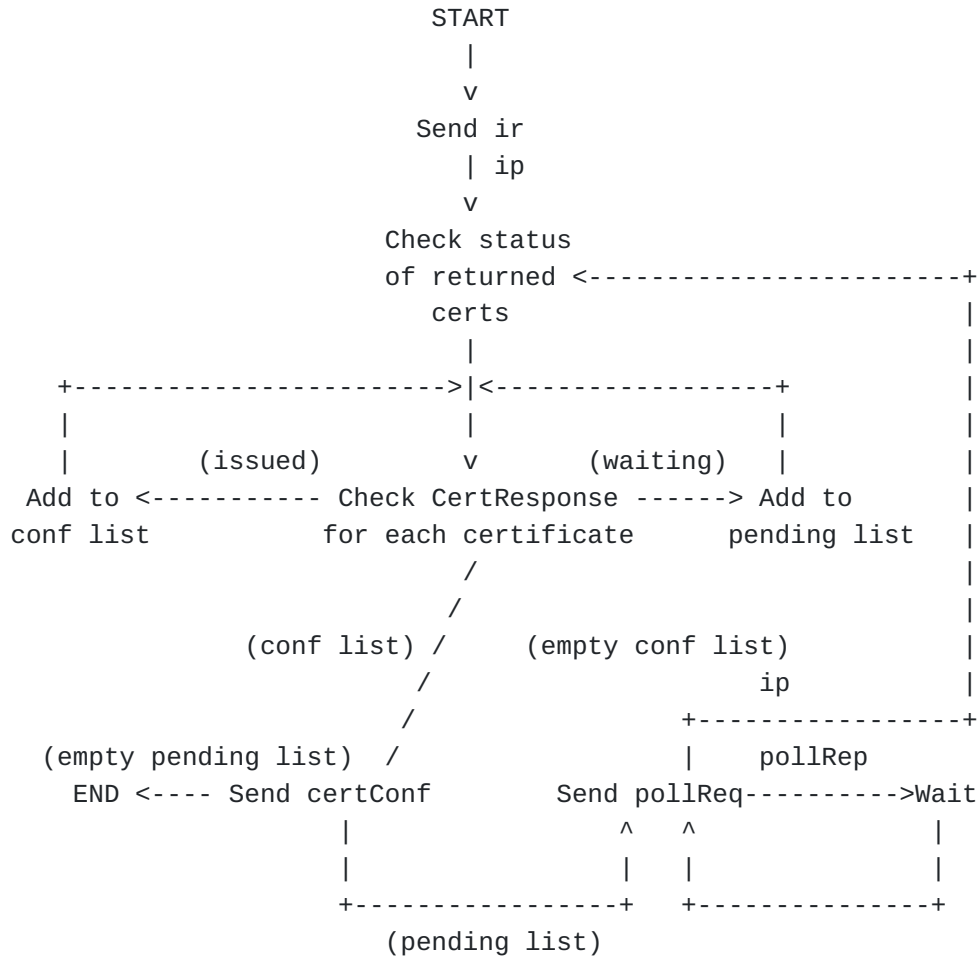 START
|
v
Send ir
| ip
v
Check status
of returned <------------------------+
certs |
| |
+------------------------>|<------------------+ |
| | | |
| (issued) v (waiting) | |
Add to <----------- Check CertResponse ------> Add to |
conf list for each certificate pending list |
/ |
/ |
(conf list) / (empty conf list) |
/ ip |
/ +-----------------+
(empty pending list) / | pollRep
END <---- Send certConf Send pollReq---------->Wait
| ^ ^ |
| | | |
+-----------------+ +---------------+
(pending list)